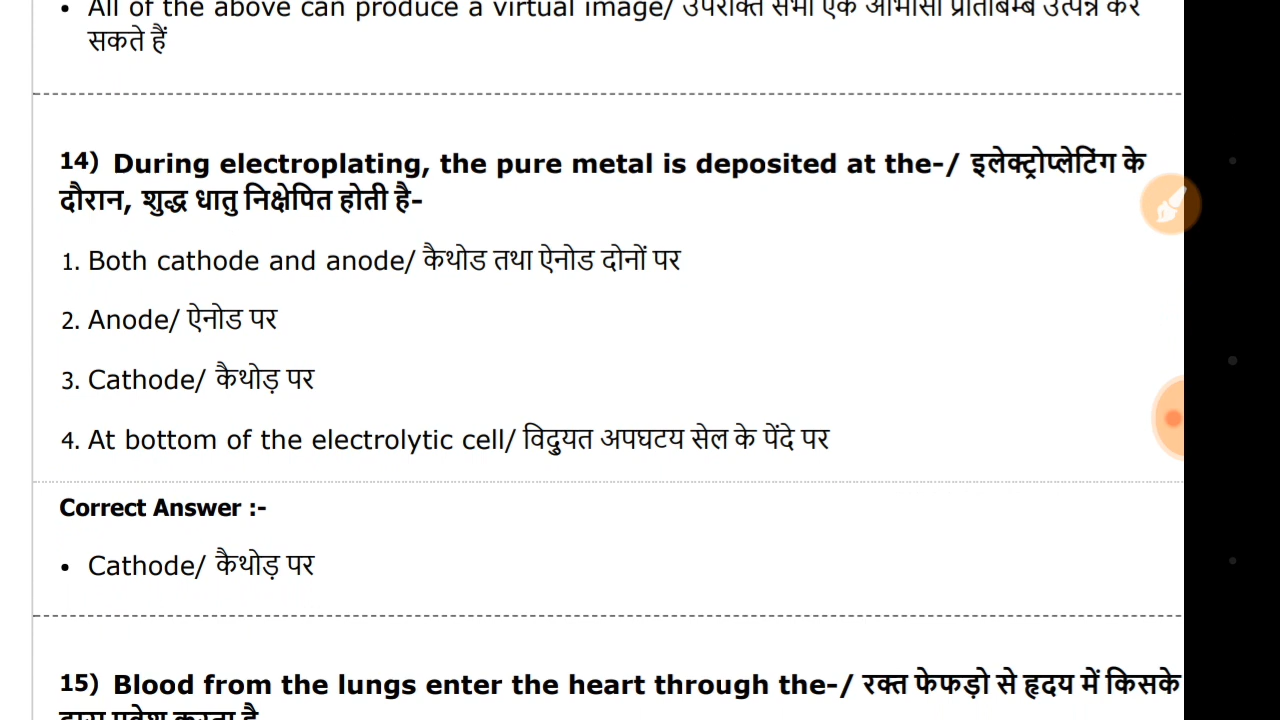 • All of the above can produce a virtual image/ उपरोक्त सभी एक आभासी प्रतिबिम्ब उत्पन्न कर
सकते हैं
14) During electroplating, the pure metal is deposited at the-/ इलेक्ट्रोप्लेटिंग के
दौरान, शुद्ध धातु निक्षेपित होती है-
1. Both cathode and anode/ कैथोड तथा ऐनोड दोनों पर
2. Anode/ ऐनोड पर
3. Cathode/ कैथोड़ पर
4. At bottom of the electrolytic cell/ विदुयत अपघटय सेल के पेंदे पर
Correct Answer :-
• Cathode/ कैथोड़ पर
15) Blood from the lungs enter the heart through the-/ रक्त फेफड़ो से हृदय में किसके
द्वारा प्रवेश करता है